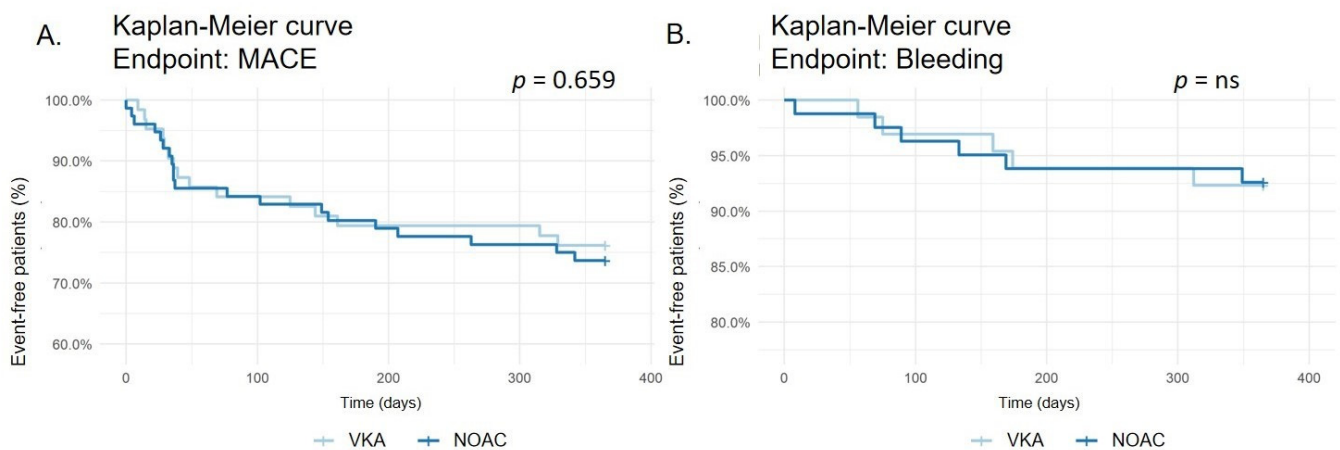 A.
Kaplan-Meier curve
Endpoint: MACE
p = 0.659
100.0%
90.0%
80.0%
70.0%
60.0%
Event-free patients (%)
0 100 200 300 400
Time (days)
VKA NOAC
B.
Kaplan-Meier curve
Endpoint: Bleeding
p = ns
100.0%
95.0%
90.0%
85.0%
80.0%
Event-free patients (%)
0 100 200 300 400
Time (days)
VKA NOAC